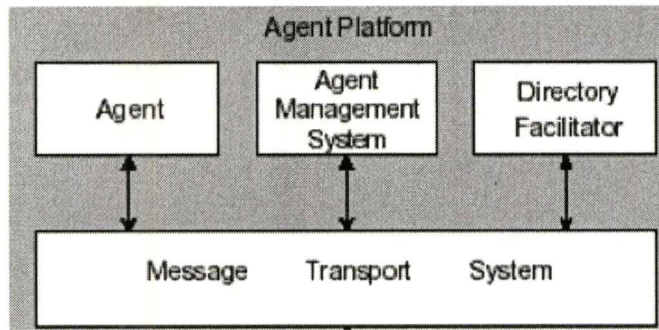 Agent Platform
Agent
Agent
Management
System
Directory
Facilitator
Message Transport System